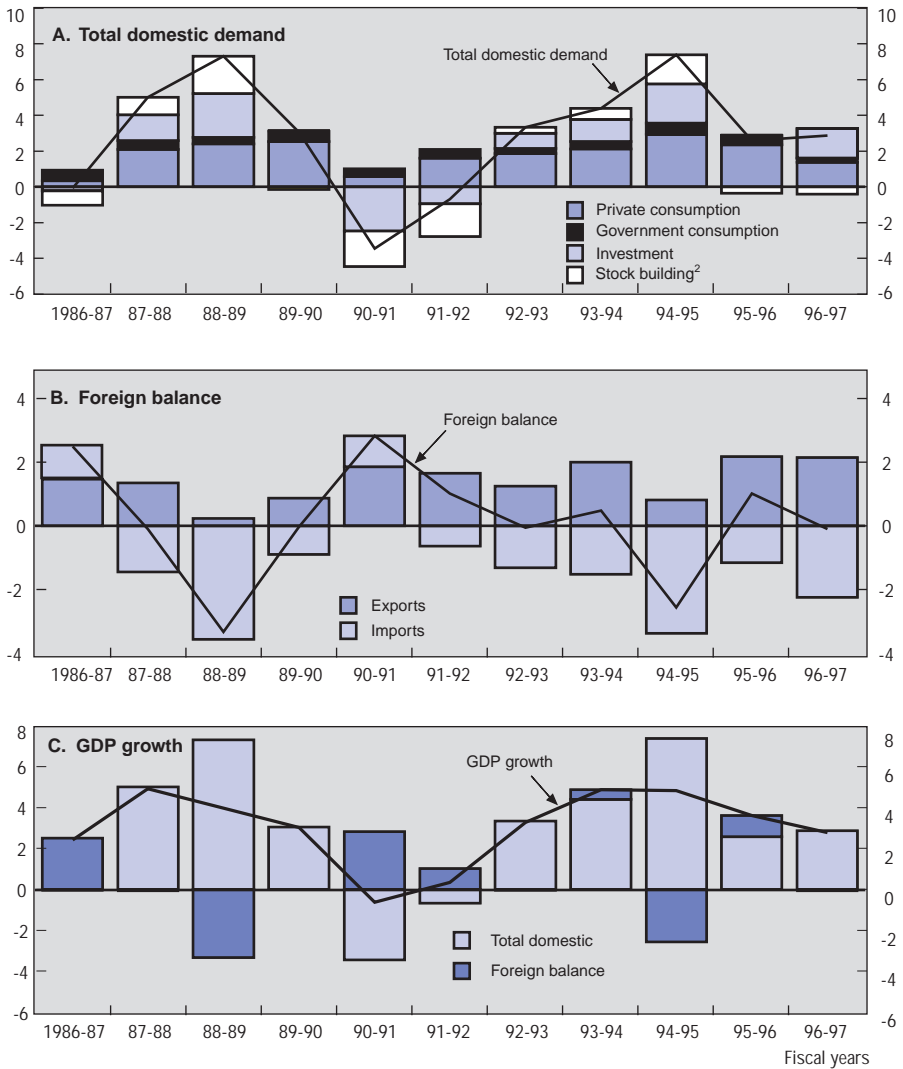 A. Total domestic demand
Total domestic demand
10 10
8 8
6 6
4 4
2 2
0 0
-2 -2
-4 -4
-6 -6
Private consumption
Government consumption
Investment
Stock building²
1986-87 87-88 88-89 89-90 90-91 91-92 92-93 93-94 94-95 95-96 96-97
B. Foreign balance
Foreign balance
4 4
2 2
0 0
-2 -2
-4 -4
Exports
Imports
1986-87 87-88 88-89 89-90 90-91 91-92 92-93 93-94 94-95 95-96 96-97
C. GDP growth
GDP growth
8 8
6 6
4 4
2 2
0 0
-2 -2
-4 -4
-6 -6
Total domestic
Foreign balance
1986-87 87-88 88-89 89-90 90-91 91-92 92-93 93-94 94-95 95-96 96-97
Fiscal years